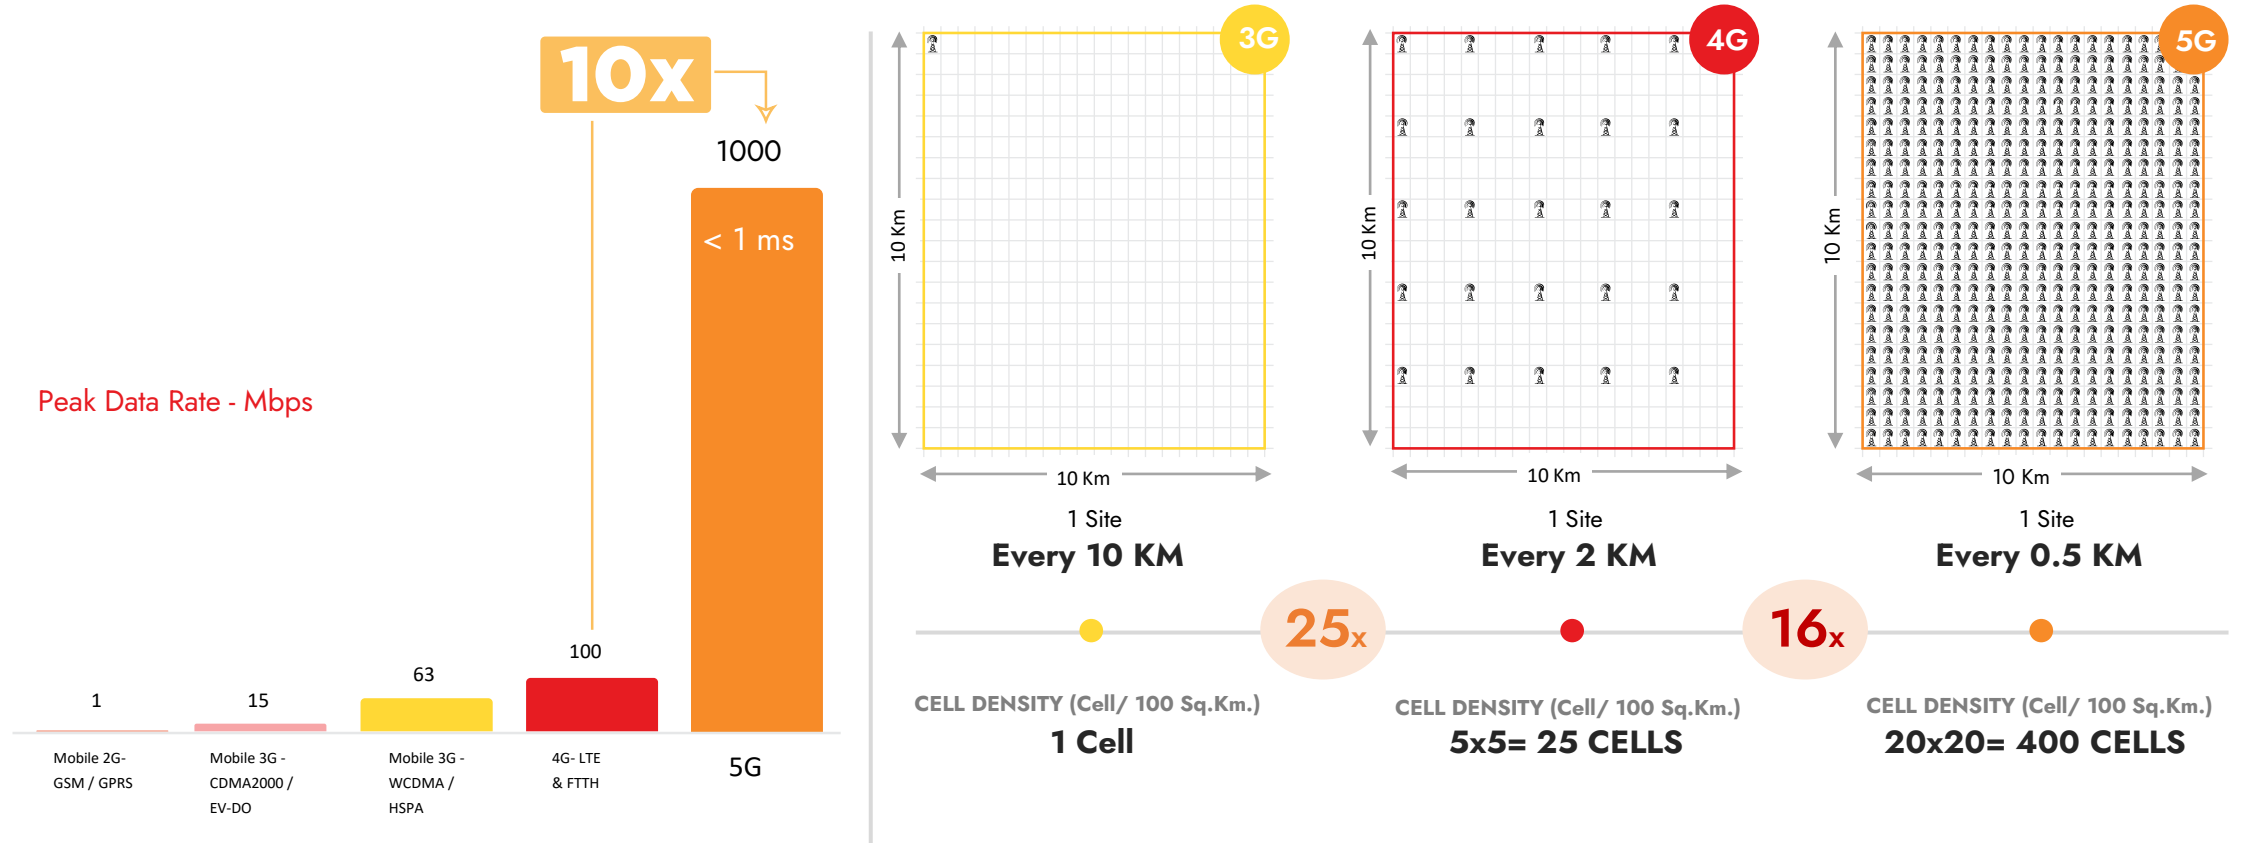 10x
1000
< 1 ms
Peak Data Rate - Mbps
1
15
63
100
Mobile 2G-
GSM / GPRS
Mobile 3G -
CDMA2000 /
EV-DO
Mobile 3G -
WCDMA /
HSPA
4G- LTE
& FTTH
5G
3G
10 Km
10 Km
1 Site
Every 10 KM
4G
10 Km
10 Km
1 Site
Every 2 KM
5G
10 Km
10 Km
1 Site
Every 0.5 KM
25x
16x
CELL DENSITY (Cell/ 100 Sq.Km.)
1 Cell
CELL DENSITY (Cell/ 100 Sq.Km.)
5x5= 25 CELLS
CELL DENSITY (Cell/ 100 Sq.Km.)
20x20= 400 CELLS